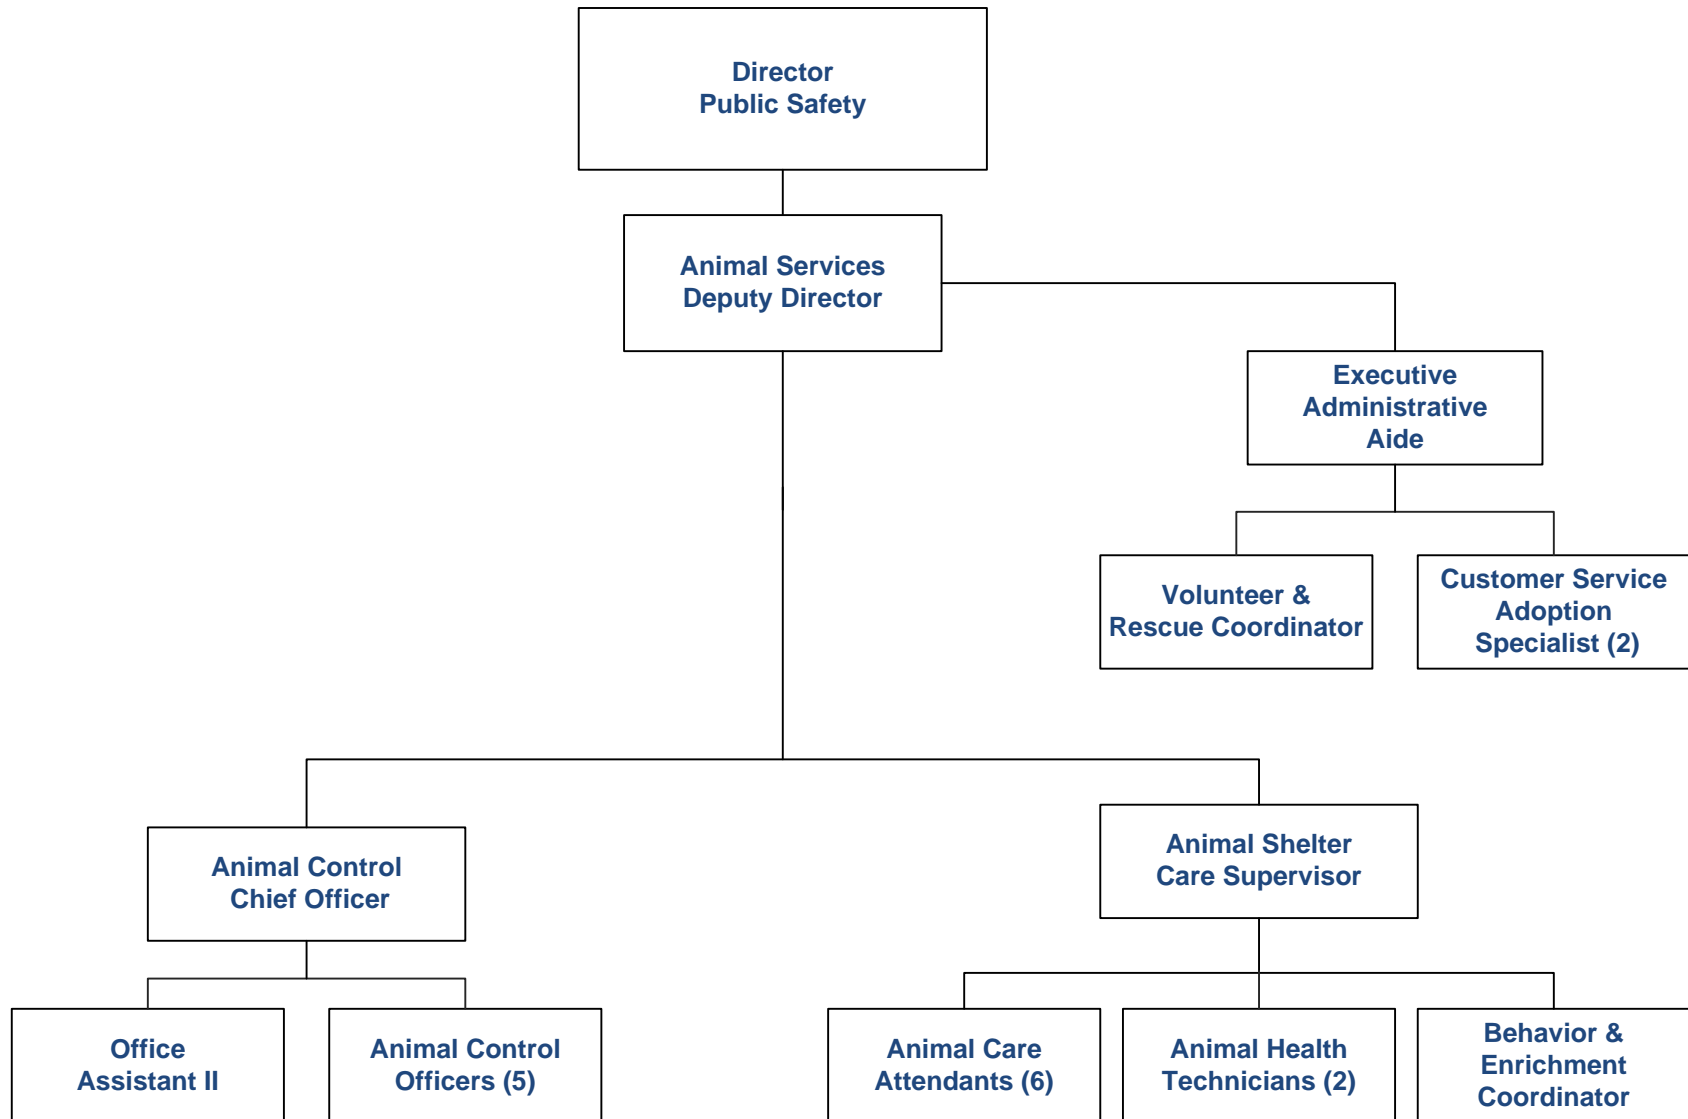 Director
Public Safety
Animal Services
Deputy Director
Executive
Administrative
Aide
Volunteer &
Rescue Coordinator
Customer Service
Adoption
Specialist (2)
Animal Control
Chief Officer
Animal Shelter
Care Supervisor
Office
Assistant II
Animal Control
Officers (5)
Animal Care
Attendants (6)
Animal Health
Technicians (2)
Behavior &
Enrichment
Coordinator